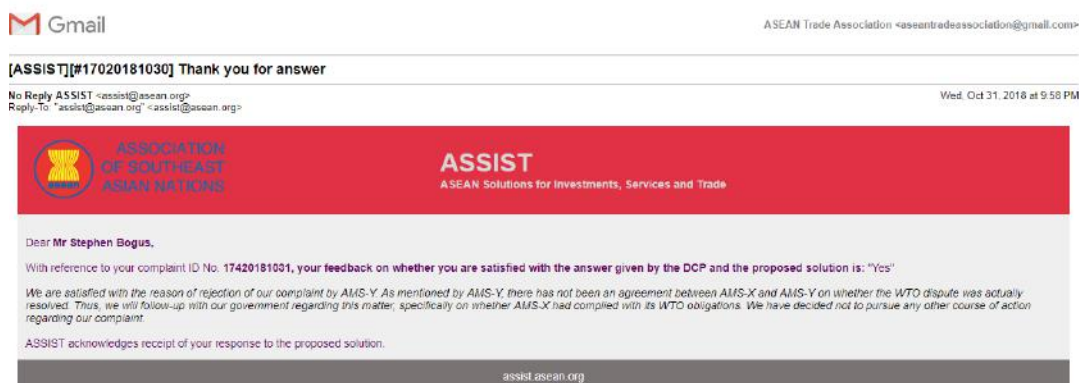 Gmail
ASEAN Trade Association <aseantradeassociation@gmail.com>
[ASSIST][#17020181030] Thank you for answer
No Reply ASSIST <assist@asean.org>
Wed, Oct 31, 2018 at 9:58 PM
Reply-To: "assist@asean.org" <assist@asean.org>
ASSOCIATION
OF SOUTHEAST
ASIAN NATIONS
asean
ASSIST
ASEAN Solutions for Investments, Services and Trade
Dear Mr Stephen Bogus,
With reference to your complaint ID No. 17420181031, your feedback on whether you are satisfied with the answer given by the DCP and the proposed solution is: "Yes"
We are satisfied with the reason of rejection of our complaint by AMS-Y. As mentioned by AMS-Y, there has not been an agreement between AMS-X and AMS-Y on whether the WTO dispute was actually
resolved. Thus, we will follow-up with our government regarding this matter, specifically on whether AMS-X had complied with its WTO obligations. We have decided not to pursue any other course of action
regarding our complaint.
ASSIST acknowledges receipt of your response to the proposed solution.
assist.asean.org